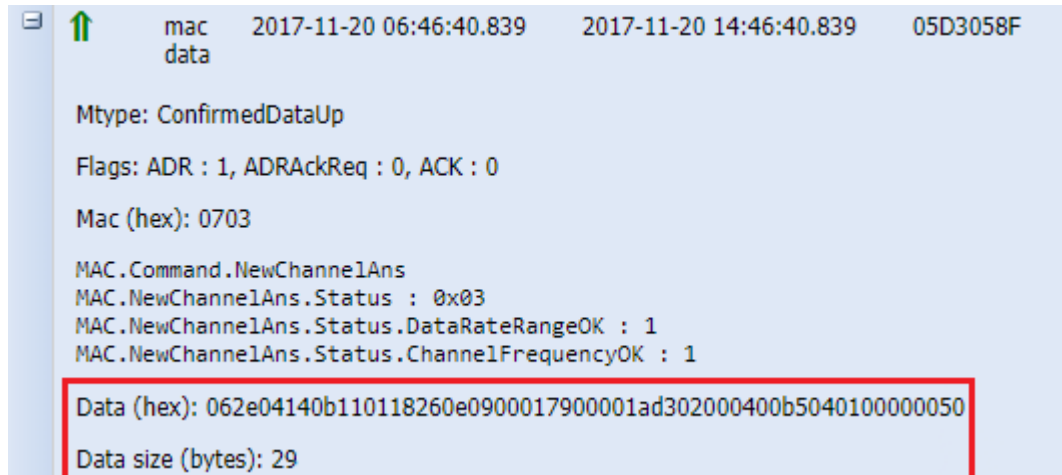 mac data 2017-11-20 06:46:40.839 2017-11-20 14:46:40.839 05D3058F
Mtype: ConfirmedDataUp
Flags: ADR : 1, ADRAckReq : 0, ACK : 0
Mac (hex): 0703
MAC.Command.NewChannelAns
MAC.NewChannelAns.Status : 0x03
MAC.NewChannelAns.Status.DataRateRangeOK : 1
MAC.NewChannelAns.Status.ChannelFrequencyOK : 1
Data (hex): 062e04140b110118260e0900017900001ad302000400b5040100000050
Data size (bytes): 29